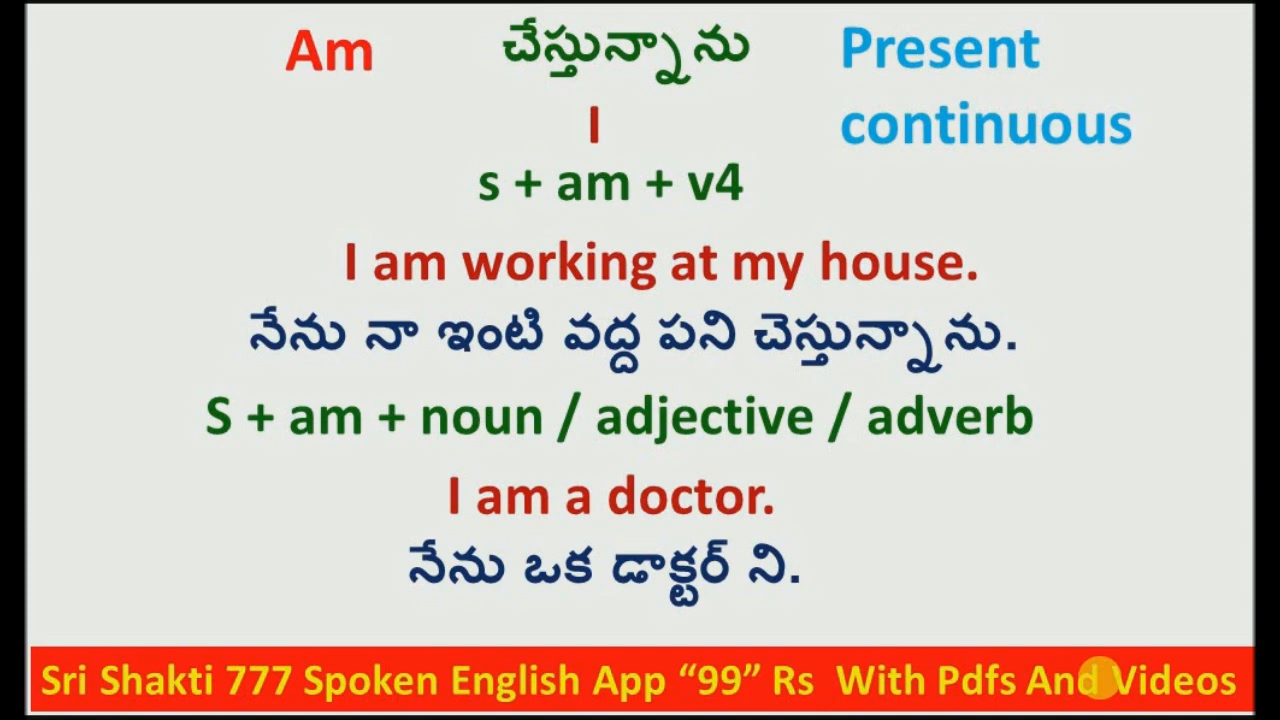 Am చేస్తున్నాను Present
I continuous
s + am + v4
I am working at my house.
నేను నా ఇంటి వద్ద పని చెస్తున్నాను.
S + am + noun / adjective / adverb
I am a doctor.
నేను ఒక డాక్టర్ ని.
Sri Shakti 777 Spoken English App “99” Rs With Pdfs And Videos